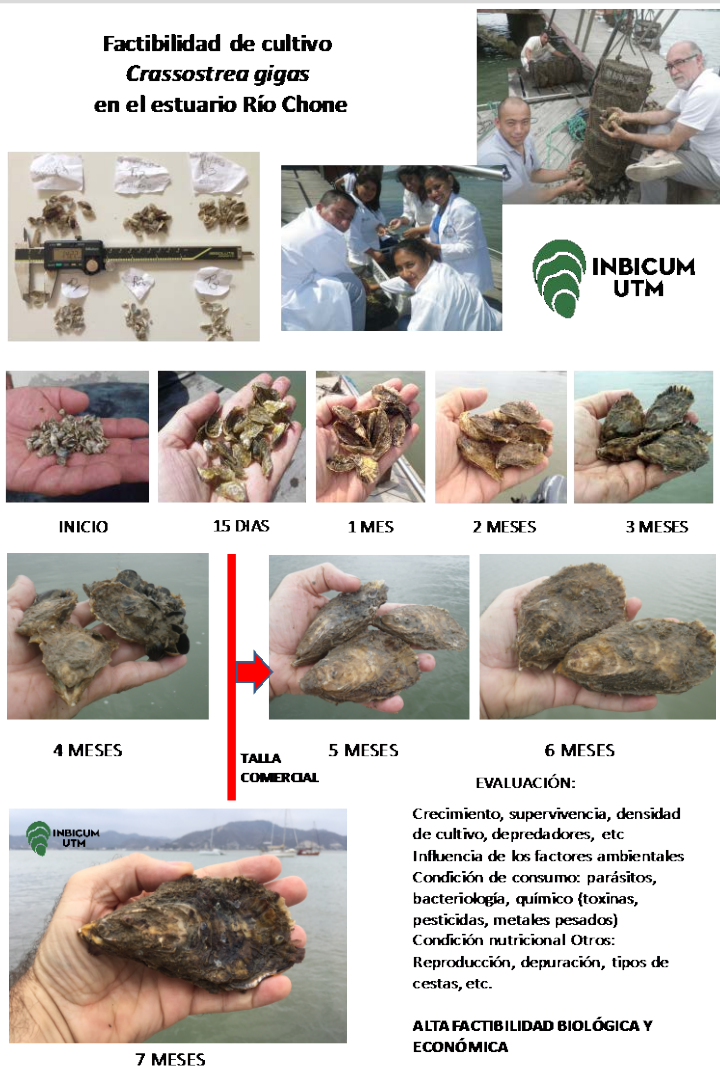 Factibilidad de cultivo
Crassostrea gigas
en el estuario Río Chone
INBICUM
UTM
INICIO
15 DIAS
1 MES
2 MESES
3 MESES
4 MESES
TALLA
COMERCIAL
5 MESES
6 MESES
EVALUACIÓN:
Crecimiento, supervivencia, densidad
de cultivo, depredadores, etc
Influencia de los factores ambientales
Condición de consumo: parásitos,
bacteriología, químico (toxinas,
pesticidas, metales pesados)
Condición nutricional Otros:
Reproducción, depuración, tipos de
cestas, etc.
ALTA FACTIBILIDAD BIOLÓGICA Y
ECONÓMICA
INBICUM
UTM
7 MESES